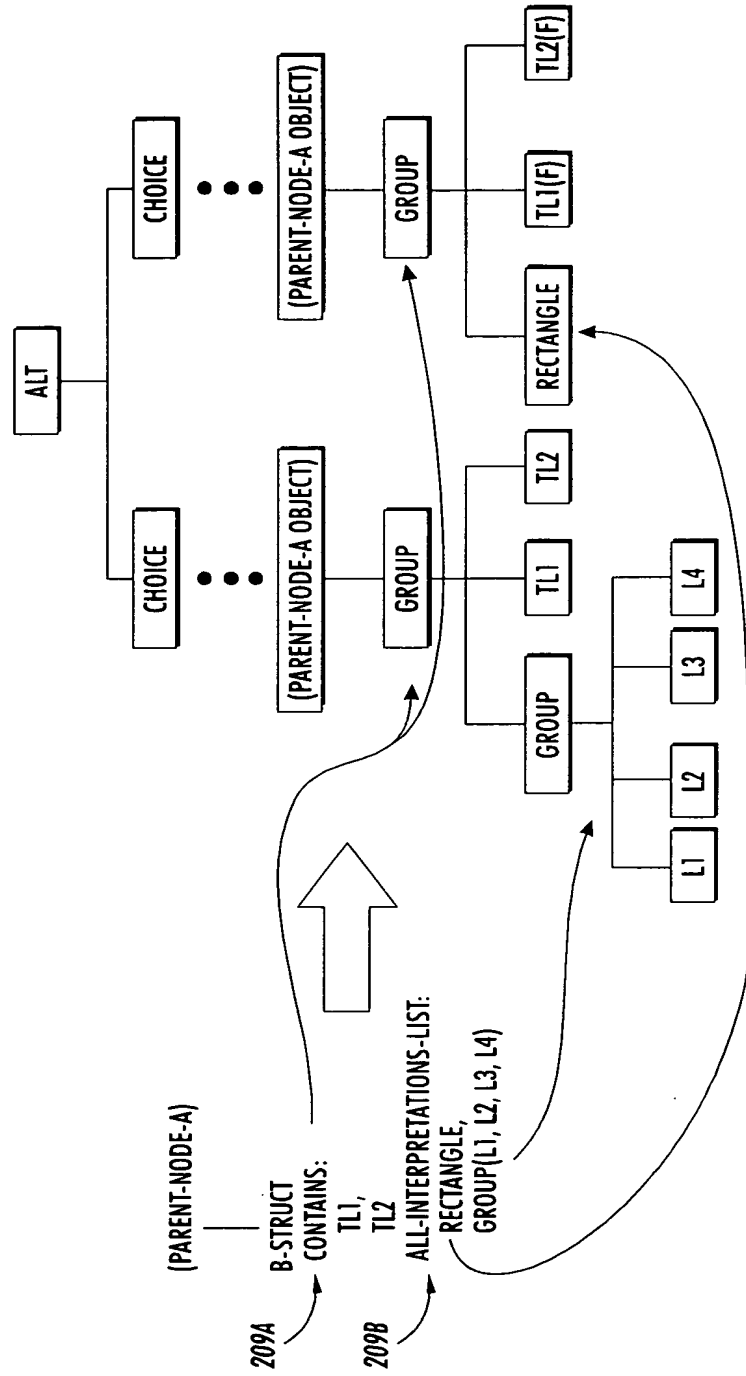 (PARENT-NODE-A)
209A
B-STRUCT
CONTAINS:
TL1,
TL2
209B
ALL-INTERPRETATIONS-LIST:
RECTANGLE,
GROUP(L1, L2, L3, L4)
ALT
CHOICE
CHOICE
(PARENT-NODE-A OBJECT)
(PARENT-NODE-A OBJECT)
GROUP
GROUP
GROUP
TL1
TL2
RECTANGLE
TL1(F)
TL2(F)
L1
L2
L3
L4